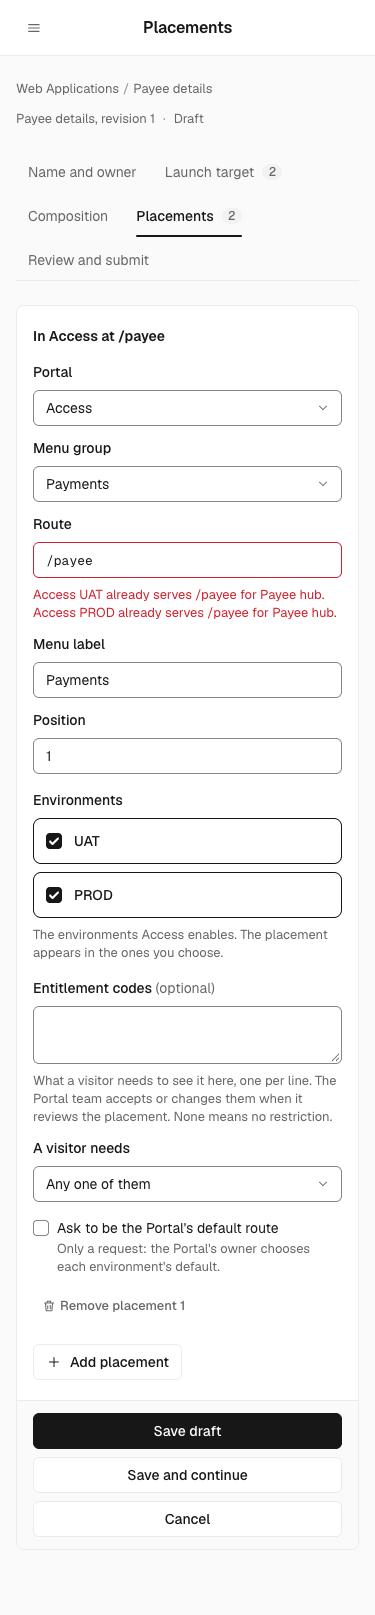 Placements
Web Applications / Payee details
Payee details, revision 1 · Draft
Name and owner
Launch target 2
Composition
Placements 2
Review and submit
In Access at /payee
Portal
Access
Menu group
Payments
Route
/payee
Access UAT already serves /payee for Payee hub.
Access PROD already serves /payee for Payee hub.
Menu label
Payments
Position
1
Environments
UAT
PROD
The environments Access enables. The placement
appears in the ones you choose.
Entitlement codes (optional)
What a visitor needs to see it here, one per line. The
Portal team accepts or changes them when it
reviews the placement. None means no restriction.
A visitor needs
Any one of them
Ask to be the Portal's default route
Only a request: the Portal's owner chooses
each environment's default.
Remove placement 1
Add placement
Save draft
Save and continue
Cancel